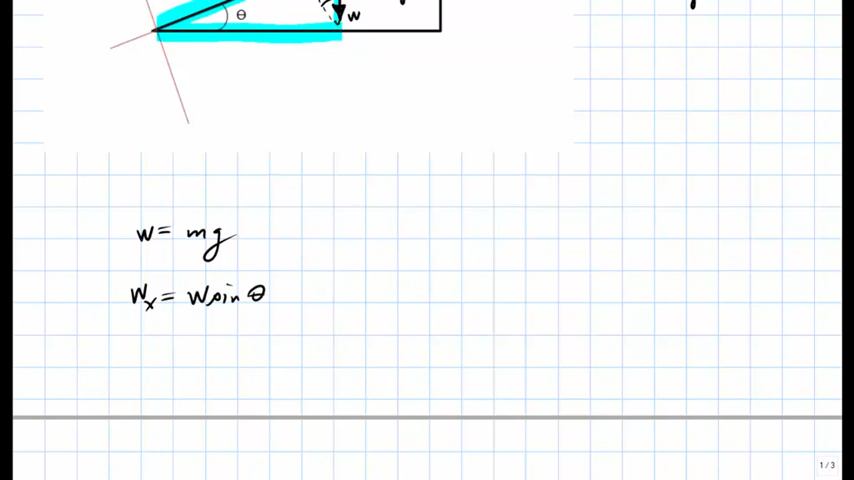 θ
w
w = mg
Wx = W sin θ
1 / 3